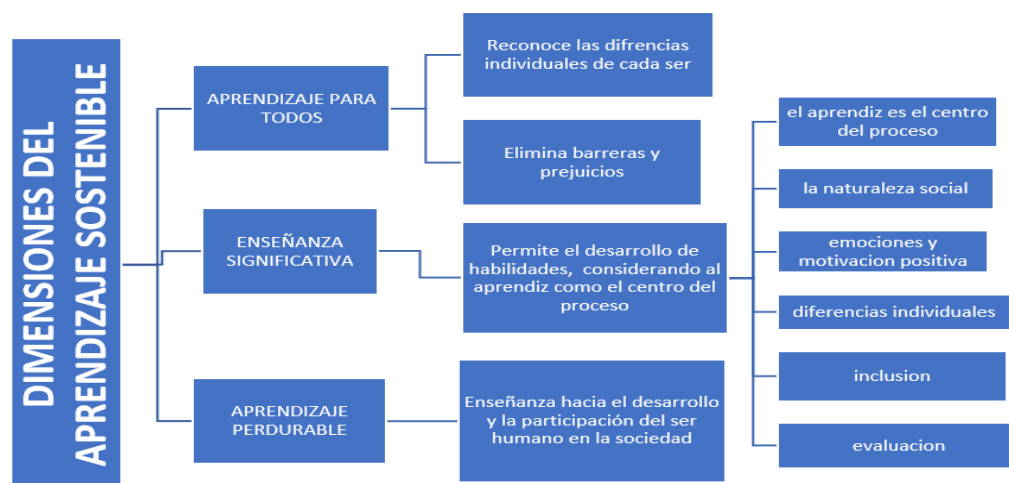 DIMENSIONES DEL
APRENDIZAJE SOSTENIBLE
APRENDIZAJE PARA
TODOS
Reconoce las difrencias
individuales de cada ser
Elimina barreras y
prejuicios
ENSEÑANZA
SIGNIFICATIVA
Permite el desarrollo de
habilidades, considerando al
aprendiz como el centro del
proceso
el aprendiz es el centro
del proceso
la naturaleza social
emociones y
motivacion positiva
diferencias individuales
inclusion
evaluacion
APRENDIZAJE
PERDURABLE
Enseñanza hacia el desarrollo
y la participación del ser
humano en la sociedad